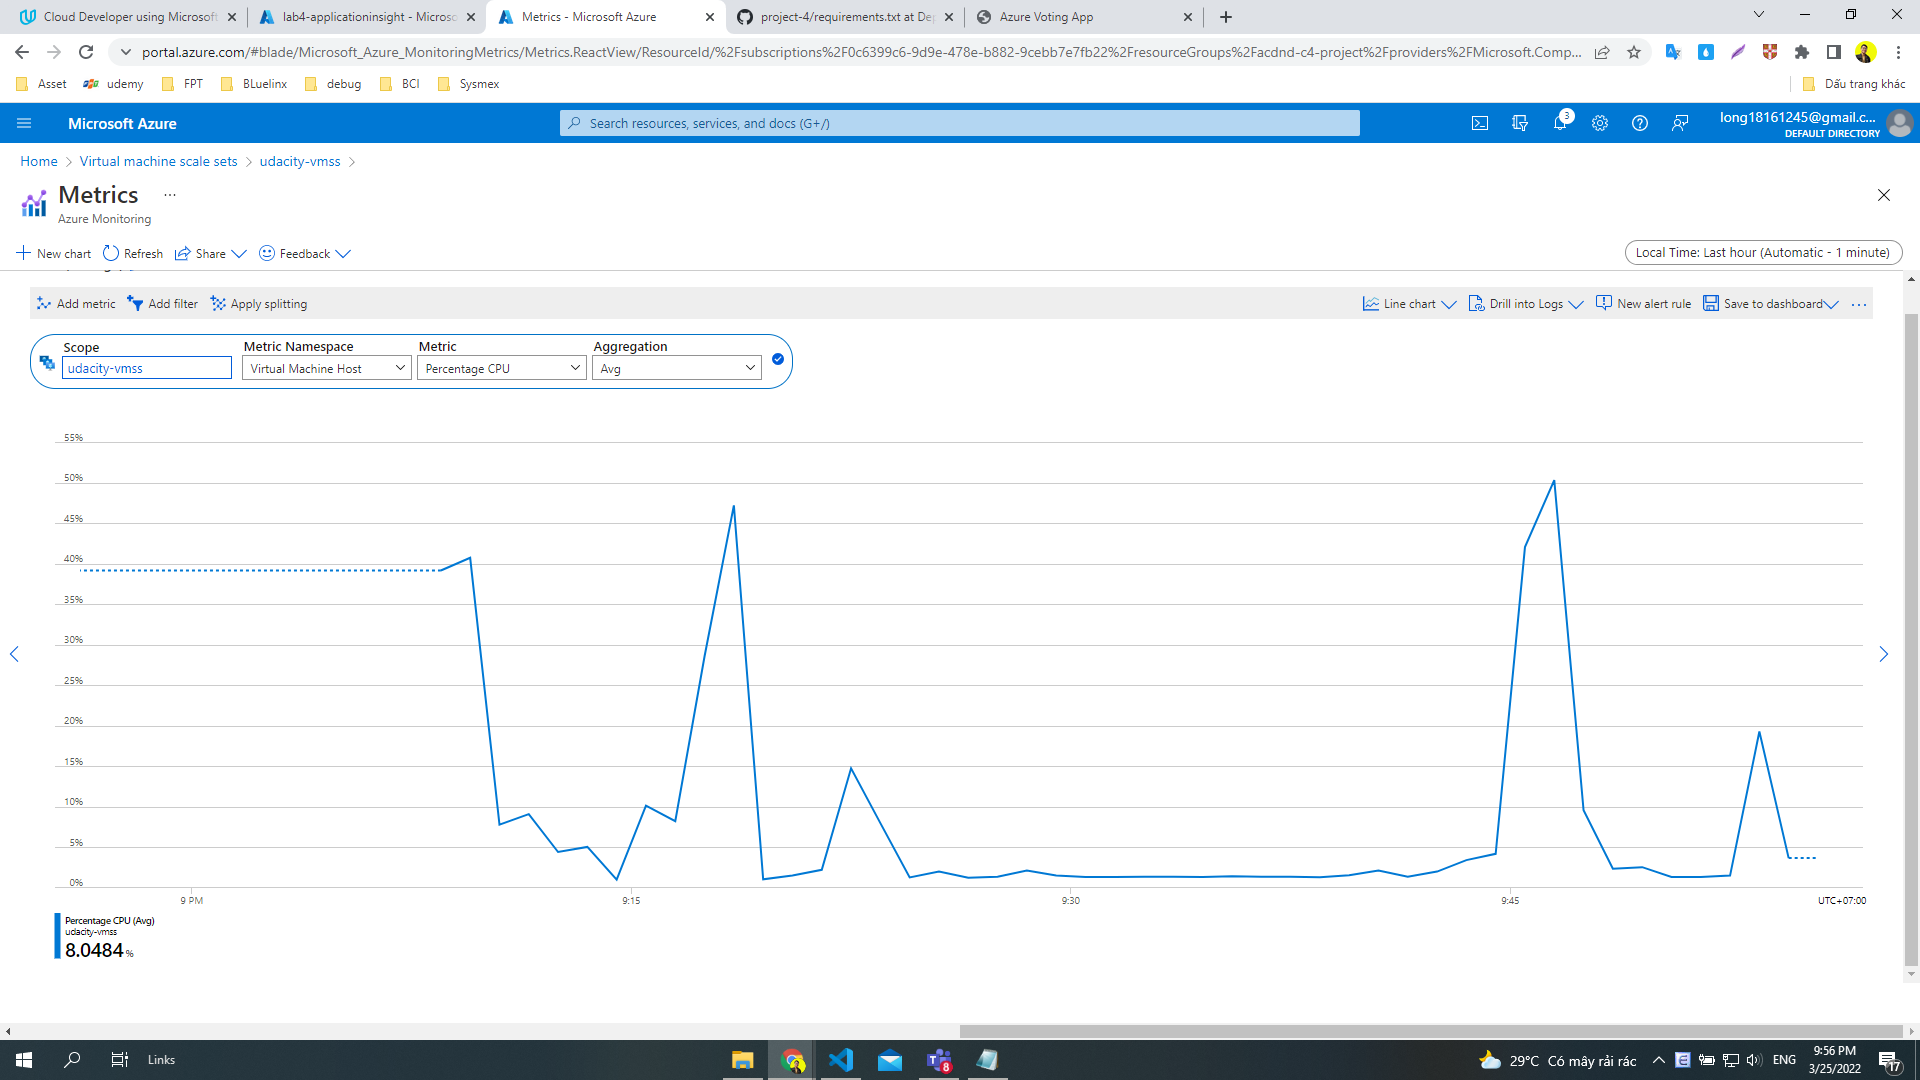 Cloud Developer using Microsoft
lab4-applicationinsight - Microso
Metrics - Microsoft Azure
project-4/requirements.txt at De
Azure Voting App
portal.azure.com/#blade/Microsoft_Azure_MonitoringMetrics/Metrics.ReactView/ResourceId/%2Fsubscriptions%2F0c6399c6-9d9e-478e-b882-9cebb7e7fb22%2FresourceGroups%2Facdnd-c4-project%2Fproviders%2FMicrosoft.Comp...
Asset
udemy
FPT
BLuelinx
debug
BCI
Sysmex
Dấu trang khác
Microsoft Azure
Search resources, services, and docs (G+/)
3
long18161245@gmail.c...
DEFAULT DIRECTORY
Home > Virtual machine scale sets > udacity-vmss >
Metrics ...
Azure Monitoring
New chart
Refresh
Share
Feedback
Local Time: Last hour (Automatic - 1 minute)
Add metric
Add filter
Apply splitting
Line chart
Drill into Logs
New alert rule
Save to dashboard
...
Scope
Metric Namespace
Metric
Aggregation
udacity-vmss
Virtual Machine Host
Percentage CPU
Avg
55%
50%
45%
40%
35%
30%
25%
20%
15%
10%
5%
0%
9 PM
9:15
9:30
9:45
UTC+07:00
Percentage CPU (Avg)
udacity-vmss
8.0484 %
Links
8
29°C Có mây rải rác
ENG
9:56 PM
3/25/2022
17